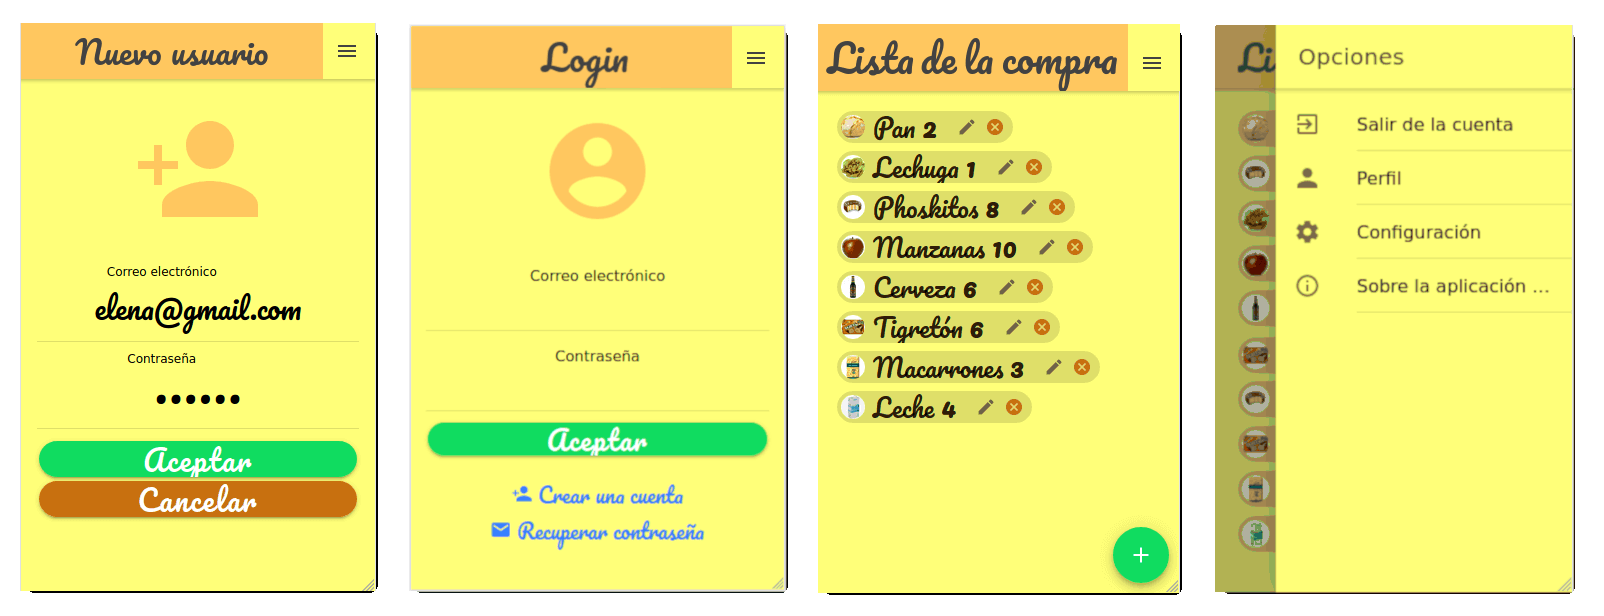 Nuevo usuario
Correo electrónico
elena@gmail.com
Contraseña
Aceptar
Cancelar
Login
Correo electrónico
Contraseña
Aceptar
Crear una cuenta
Recuperar contraseña
Lista de la compra
Pan 2
Lechuga 1
Phoskitos 8
Manzanas 10
Cerveza 6
Tigretón 6
Macarrones 3
Leche 4
Li
Opciones
Salir de la cuenta
Perfil
Configuración
Sobre la aplicación ...